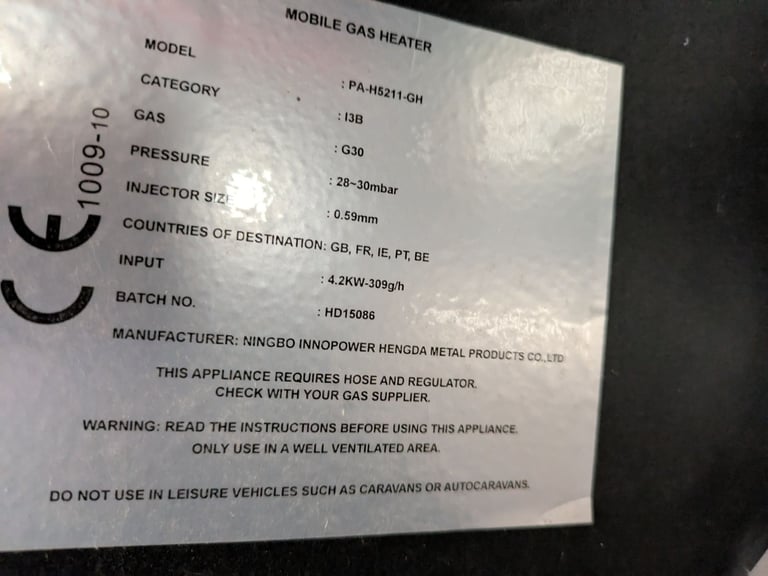 MOBILE GAS HEATER
MODEL : PA-H5211-GH
CATEGORY : I3B
GAS : G30
PRESSURE : 28~30mbar
INJECTOR SIZE : 0.59mm
COUNTRIES OF DESTINATION: GB, FR, IE, PT, BE
INPUT : 4.2KW-309g/h
BATCH NO. : HD15086
MANUFACTURER: NINGBO INNOPOWER HENGDA METAL PRODUCTS CO.,LTD
THIS APPLIANCE REQUIRES HOSE AND REGULATOR.
CHECK WITH YOUR GAS SUPPLIER.
WARNING: READ THE INSTRUCTIONS BEFORE USING THIS APPLIANCE.
ONLY USE IN A WELL VENTILATED AREA.
DO NOT USE IN LEISURE VEHICLES SUCH AS CARAVANS OR AUTOCARAVANS.
CE
1009-10